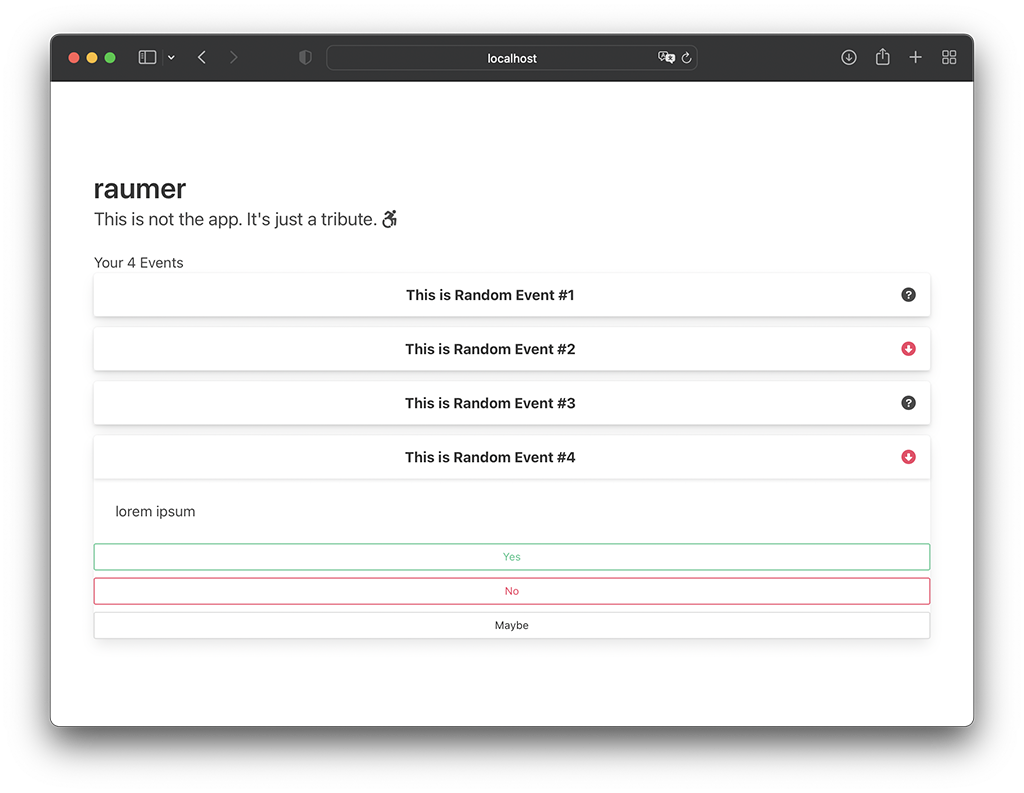 localhost
raumer
This is not the app. It's just a tribute.
Your 4 Events
This is Random Event #1
This is Random Event #2
This is Random Event #3
This is Random Event #4
lorem ipsum
Yes
No
Maybe